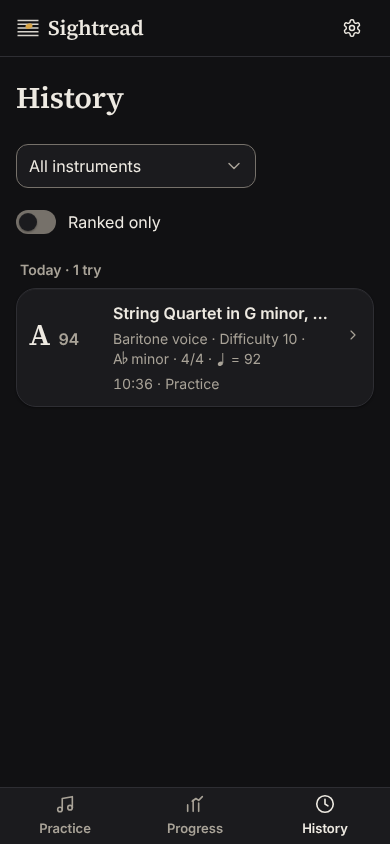 Sightread
History
All instruments
Ranked only
Today · 1 try
A 94
String Quartet in G minor, ...
Baritone voice · Difficulty 10 ·
A♭ minor · 4/4 · ♩ = 92
10:36 · Practice
Practice Progress History